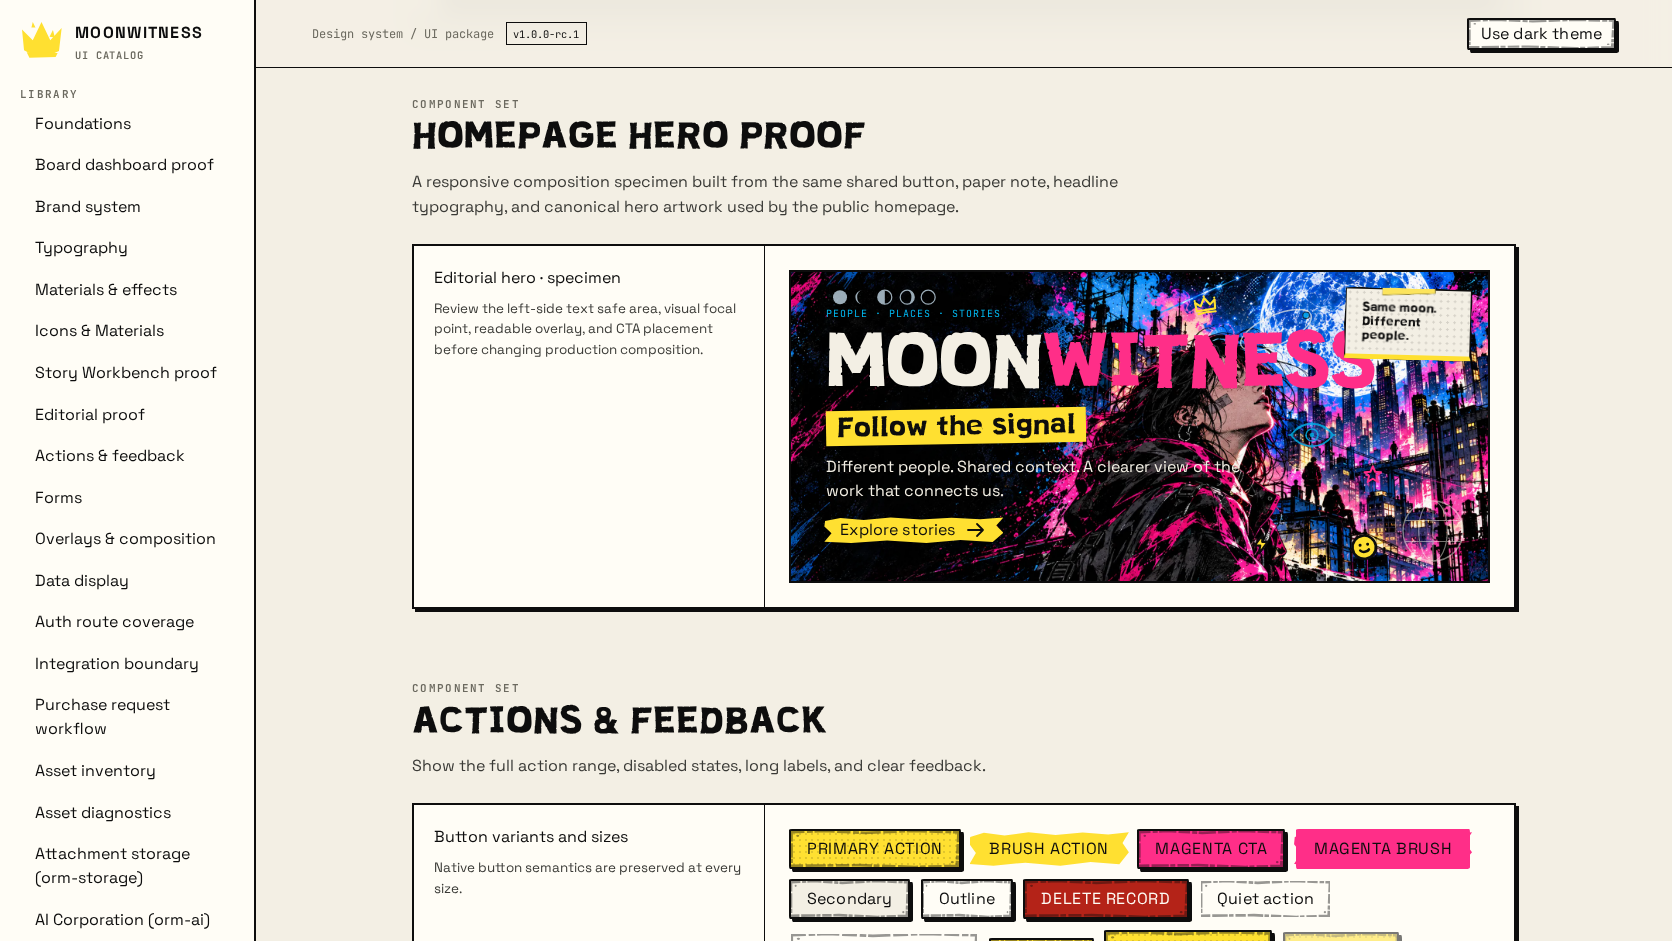 MOONWITNESS
UI CATALOG
LIBRARY
Foundations
Board dashboard proof
Brand system
Typography
Materials & effects
Icons & Materials
Story Workbench proof
Editorial proof
Actions & feedback
Forms
Overlays & composition
Data display
Auth route coverage
Integration boundary
Purchase request
workflow
Asset inventory
Asset diagnostics
Attachment storage
(orm-storage)
AI Corporation (orm-ai)
Design system / UI package
v1.0.0-rc.1
Use dark theme
COMPONENT SET
HOMEPAGE HERO PROOF
A responsive composition specimen built from the same shared button, paper note, headline
typography, and canonical hero artwork used by the public homepage.
Editorial hero · specimen
Review the left-side text safe area, visual focal
point, readable overlay, and CTA placement
before changing production composition.
PEOPLE · PLACES · STORIES
MOONWITNESS
Same moon.
Different
people.
Follow the signal
Different people. Shared context. A clearer view of the
work that connects us.
Explore stories
COMPONENT SET
ACTIONS & FEEDBACK
Show the full action range, disabled states, long labels, and clear feedback.
Button variants and sizes
Native button semantics are preserved at every
size.
PRIMARY ACTION
BRUSH ACTION
MAGENTA CTA
MAGENTA BRUSH
Secondary
Outline
DELETE RECORD
Quiet action